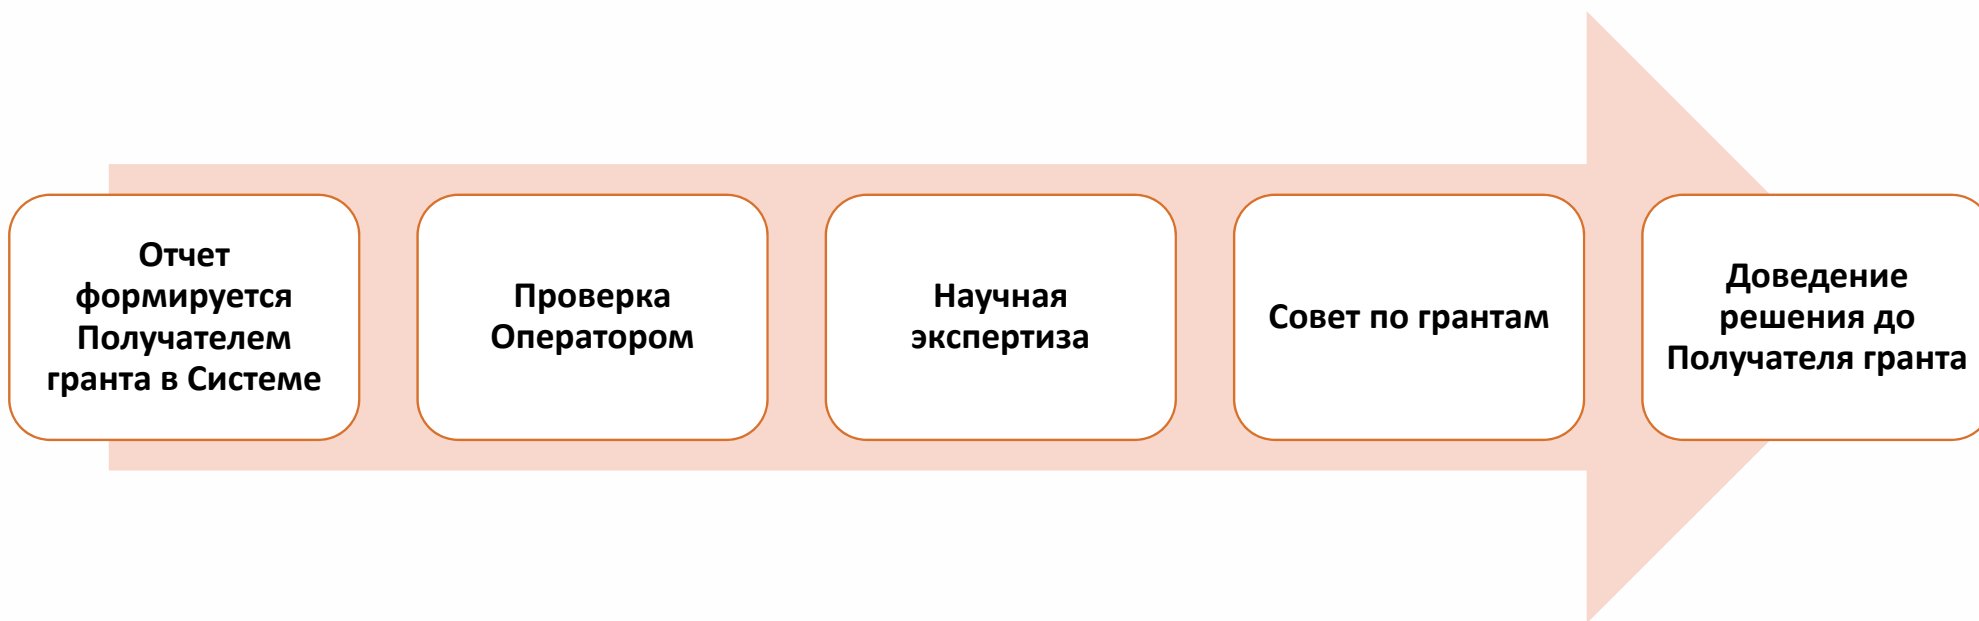 Отчет
формируется
Получателем
гранта в Системе
Проверка
Оператором
Научная
экспертиза
Совет по грантам
Доведение
решения до
Получателя гранта